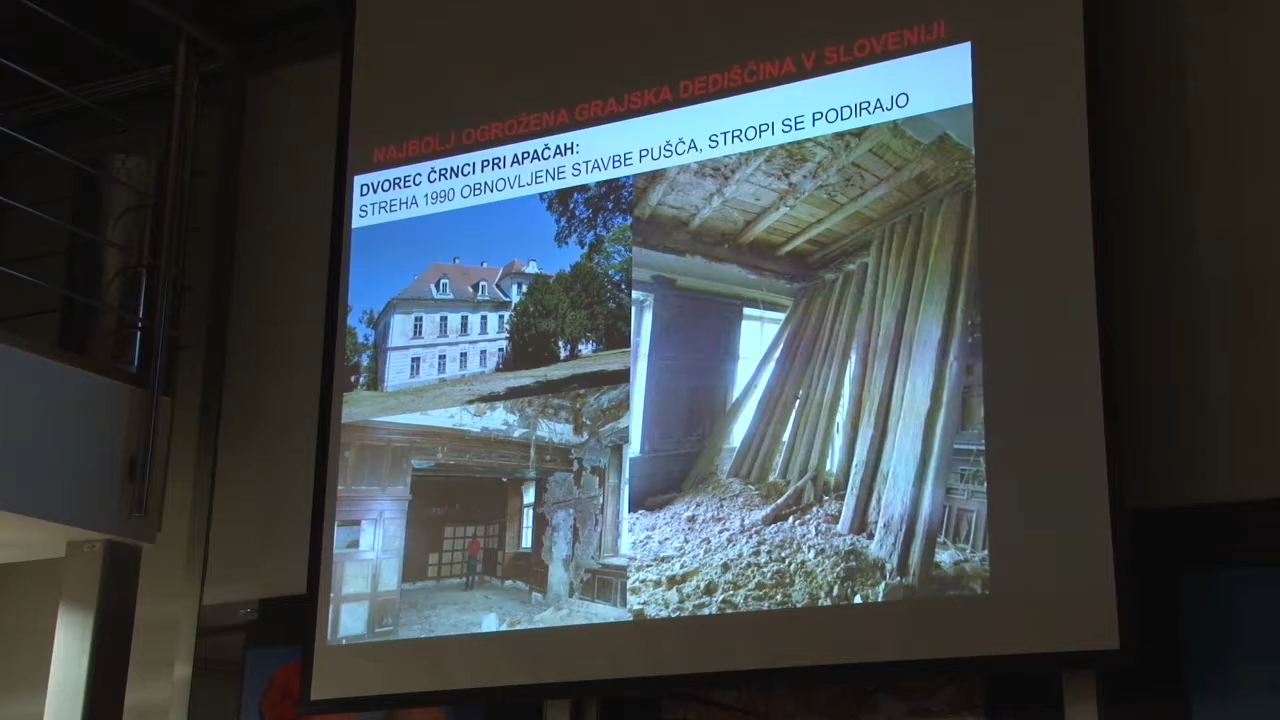 NAJBOLJ OGROŽENA GRAJSKA DEDIŠČINA V SLOVENIJI
DVOREC ČRNCI PRI APAČAH:
STREHA 1990 OBNOVLJENE STAVBE PUŠČA, STROPI SE PODIRAJO